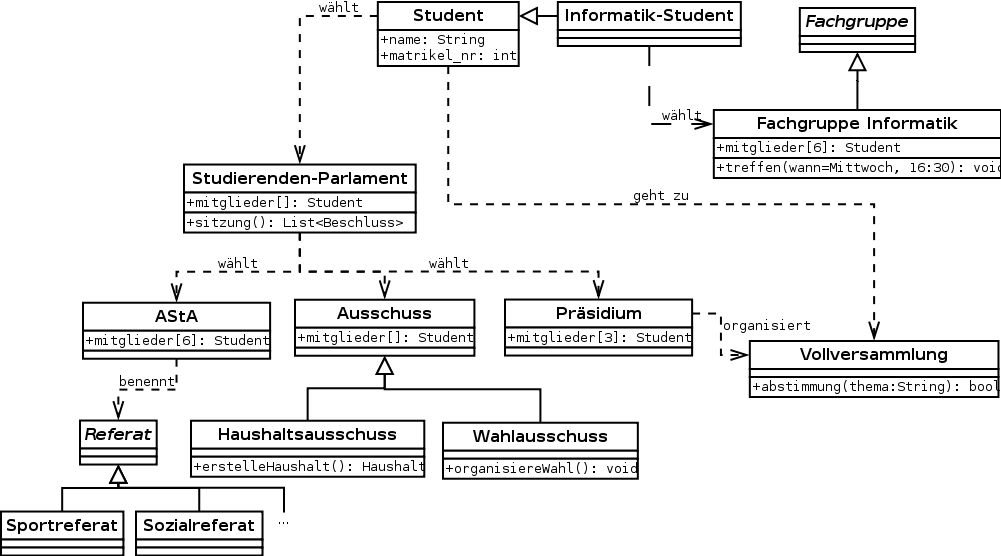 wählt
Student
+name: String
+matrikel_nr: int
Informatik-Student
Fachgruppe
wählt
Fachgruppe Informatik
+mitglieder[6]: Student
+treffen(wann=Mittwoch, 16:30): void
Studierenden-Parlament
+mitglieder[]: Student
+sitzung(): List<Beschluss>
geht zu
wählt
wählt
AStA
+mitglieder[6]: Student
Ausschuss
+mitglieder[]: Student
Präsidium
+mitglieder[3]: Student
organisiert
Vollversammlung
+abstimmung(thema:String): bool
benennt
Referat
Haushaltsausschuss
+erstelleHaushalt(): Haushalt
Wahlausschuss
+organisiereWahl(): void
Sportreferat
Sozialreferat
...